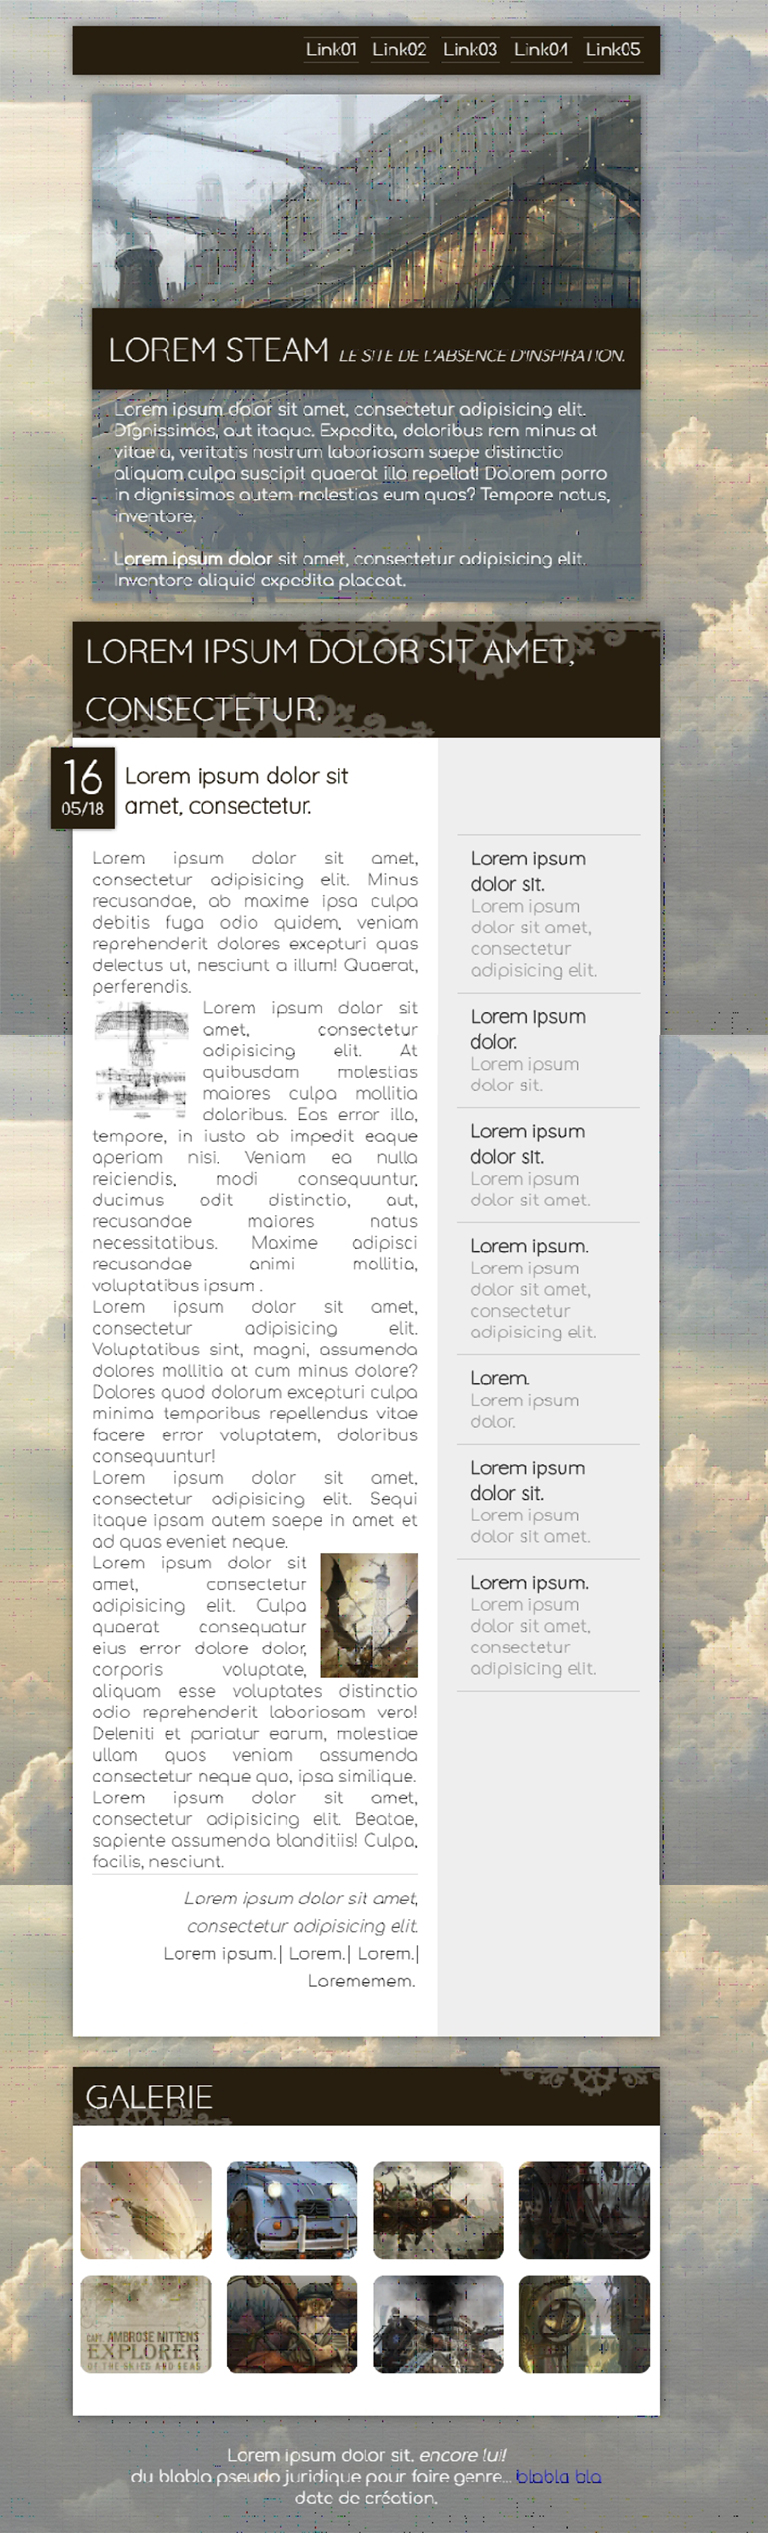 Link01 Link02 Link03 Link04 Link05
LOREM STEAM LE SITE DE L'ABSENCE D'INSPIRATION.
Lorem ipsum dolor sit amet, consectetur adipisicing elit.
Dignissimos, aut itaque. Expedita, doloribus rem minus at
vitae a, veritatis nostrum laboriosam saepe distinctio
aliquam culpa suscipit quaerat illo repellat! Dolorem porro
in dignissimos autem molestias eum quos? Tempore natus,
inventore.
Lorem ipsum dolor sit amet, consectetur adipisicing elit.
Inventore aliquid expedita placeat.
LOREM IPSUM DOLOR SIT AMET,
CONSECTETUR.
16
05/18
Lorem ipsum dolor sit
amet, consectetur.
Lorem ipsum dolor sit amet,
consectetur adipisicing elit. Minus
recusandae, ab maxime ipsa culpa
debitis fuga odio quidem, veniam
reprehenderit dolores excepturi quas
delectus ut, nesciunt a illum! Quaerat,
perferendis.
Lorem ipsum dolor sit
amet, consectetur
adipisicing elit. At
quibusdam molestias
maiores culpa mollitia
doloribus. Eos error illo,
tempore, in iusto ab impedit eaque
aperiam nisi. Veniam ea nulla
reiciendis, modi consequuntur,
ducimus odit distinctio, aut,
recusandae maiores natus
necessitatibus. Maxime adipisci
recusandae animi mollitia,
voluptatibus ipsum .
Lorem ipsum dolor sit amet,
consectetur adipisicing elit.
Voluptatibus sint, magni, assumenda
dolores mollitia at cum minus dolore?
Dolores quod dolorum excepturi culpa
minima temporibus repellendus vitae
facere error voluptatem, doloribus
consequuntur!
Lorem ipsum dolor sit amet,
consectetur adipisicing elit. Sequi
itaque ipsam autem saepe in amet et
ad quas eveniet neque.
Lorem ipsum dolor sit
amet, consectetur
adipisicing elit. Culpa
quaerat consequatur
eius error dolore dolor,
corporis voluptate,
aliquam esse voluptates distinctio
odio reprehenderit laboriosam vero!
Deleniti et pariatur earum, molestiae
ullam quos veniam assumenda
consectetur neque quo, ipsa similique.
Lorem ipsum dolor sit amet,
consectetur adipisicing elit. Beatae,
sapiente assumenda blanditiis! Culpa,
facilis, nesciunt.
Lorem ipsum dolor sit amet,
consectetur adipisicing elit.
Lorem ipsum.| Lorem.| Lorem.|
Loremem​em.
Lorem ipsum
dolor sit.
Lorem ipsum
dolor sit amet,
consectetur
adipisicing elit.
Lorem ipsum
dolor.
Lorem ipsum
dolor sit.
Lorem ipsum
dolor sit.
Lorem ipsum
dolor sit amet.
Lorem ipsum.
Lorem ipsum
dolor sit amet,
consectetur
adipisicing elit.
Lorem.
Lorem ipsum
dolor.
Lorem ipsum
dolor sit.
Lorem ipsum
dolor sit amet.
Lorem ipsum.
Lorem ipsum
dolor sit amet,
consectetur
adipisicing elit.
GALERIE
CAPT. AMBROSE MITTENS
EXPLORER
OF THE SKIES AND SEAS
Lorem ipsum dolor sit, encore lui!
du blabla pseudo juridique pour faire genre... blabla bla
date de création.